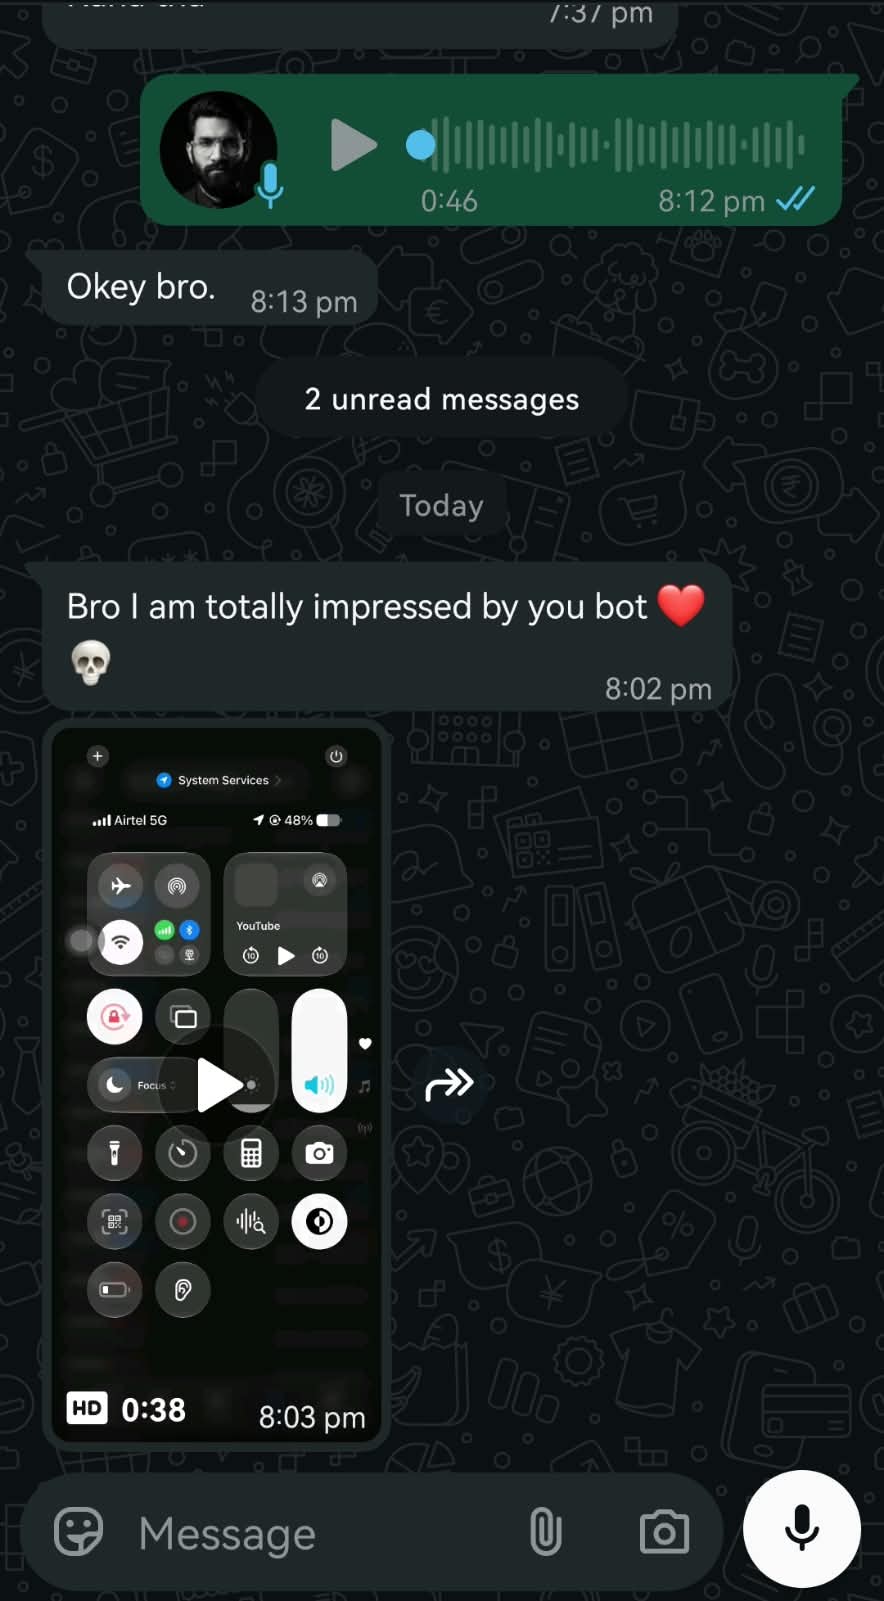 7:37 pm
0:46 8:12 pm
Okey bro. 8:13 pm
2 unread messages
Today
Bro I am totally impressed by you bot ❤️
💀
8:02 pm
System Services
Airtel 5G 48%
YouTube
10 10
Focus
HD 0:38 8:03 pm
Message